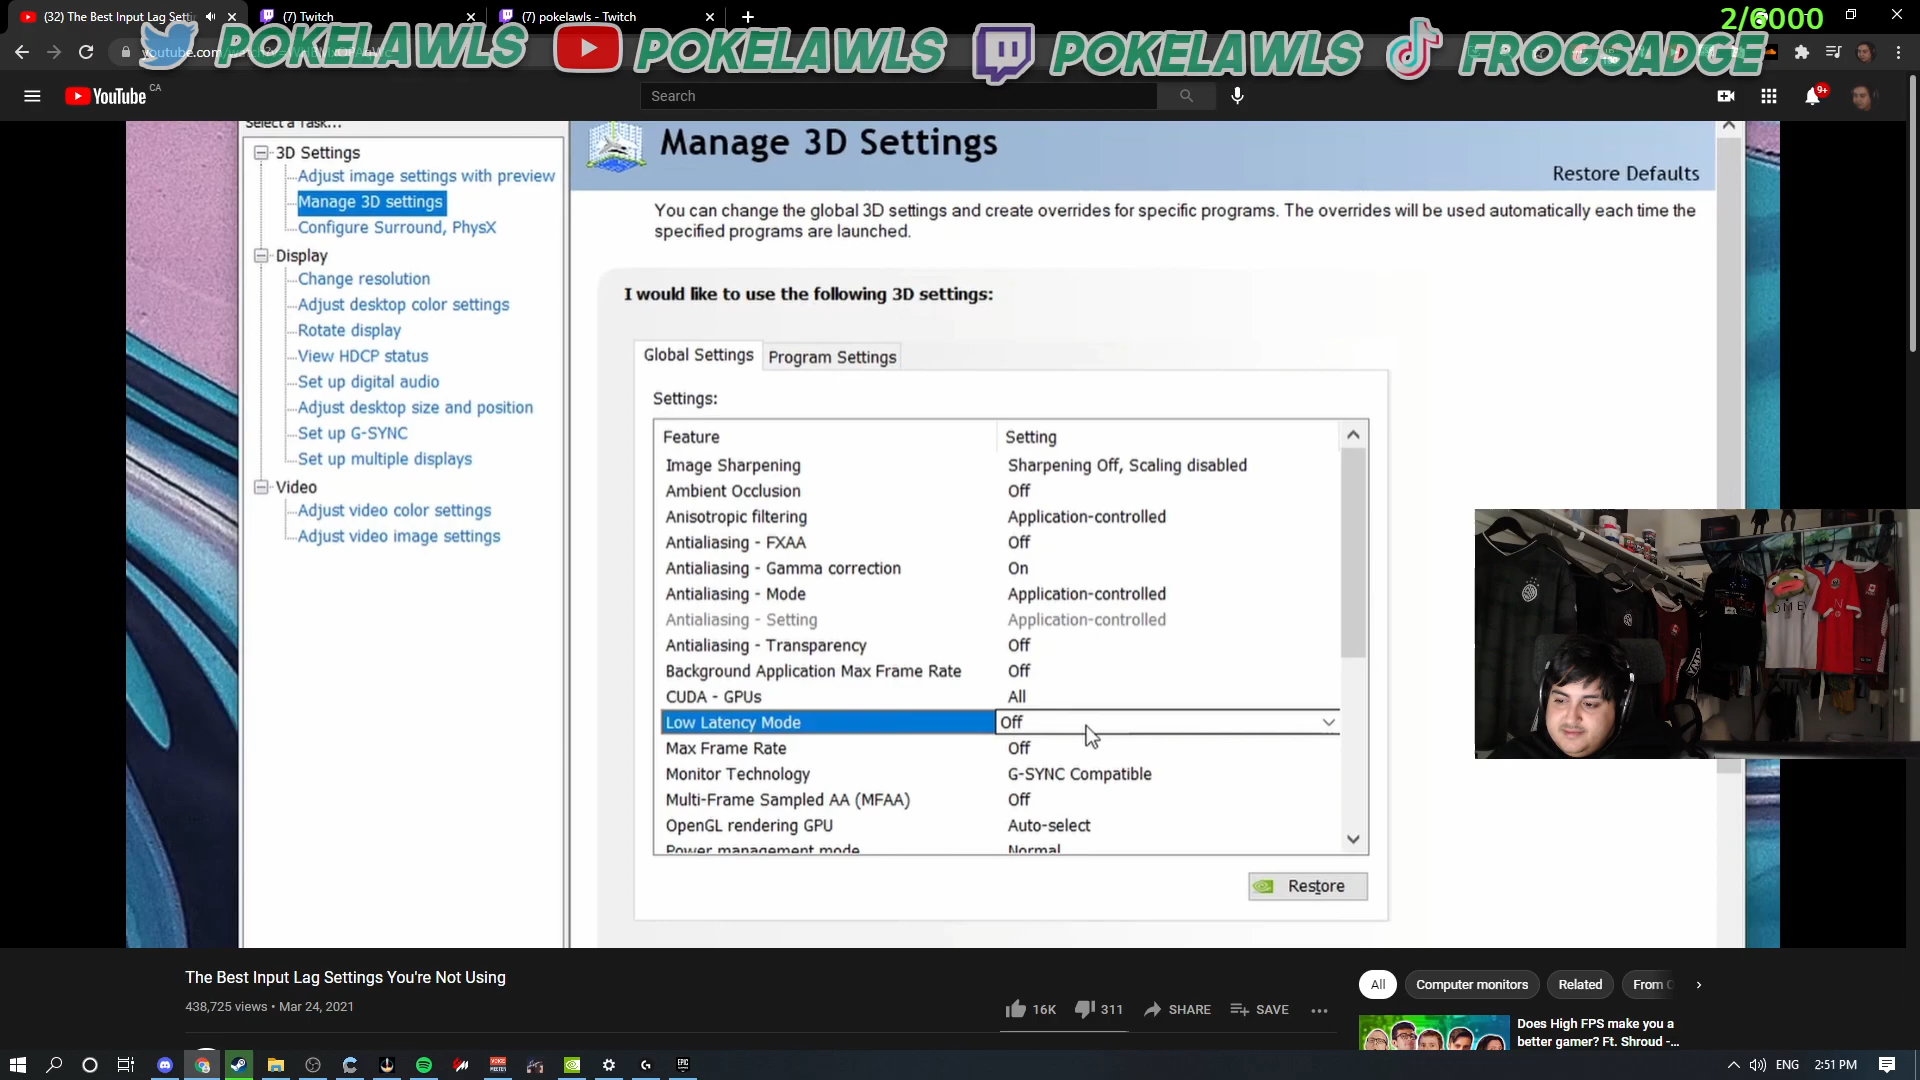 (32) The Best Input Lag Setti
(7) Twitch
(7) pokelawls - Twitch
2/6000
POKELAWLS
POKELAWLS
POKELAWLS
FROGSADGE
YouTube CA
Search
9+
Select a Task...
3D Settings
Adjust image settings with preview
Manage 3D settings
Configure Surround, PhysX
Display
Change resolution
Adjust desktop color settings
Rotate display
View HDCP status
Set up digital audio
Adjust desktop size and position
Set up G-SYNC
Set up multiple displays
Video
Adjust video color settings
Adjust video image settings
Manage 3D Settings
Restore Defaults
You can change the global 3D settings and create overrides for specific programs. The overrides will be used automatically each time the
specified programs are launched.
I would like to use the following 3D settings:
Global Settings
Program Settings
Settings:
Feature Setting
Image Sharpening Sharpening Off, Scaling disabled
Ambient Occlusion Off
Anisotropic filtering Application-controlled
Antialiasing - FXAA Off
Antialiasing - Gamma correction On
Antialiasing - Mode Application-controlled
Antialiasing - Setting Application-controlled
Antialiasing - Transparency Off
Background Application Max Frame Rate Off
CUDA - GPUs All
Low Latency Mode Off
Max Frame Rate Off
Monitor Technology G-SYNC Compatible
Multi-Frame Sampled AA (MFAA) Off
OpenGL rendering GPU Auto-select
Power management mode Normal
Restore
The Best Input Lag Settings You're Not Using
438,725 views • Mar 24, 2021
16K
311
SHARE
SAVE
All
Computer monitors
Related
From C
Does High FPS make you a
better gamer? Ft. Shroud -...
ENG
2:51 PM